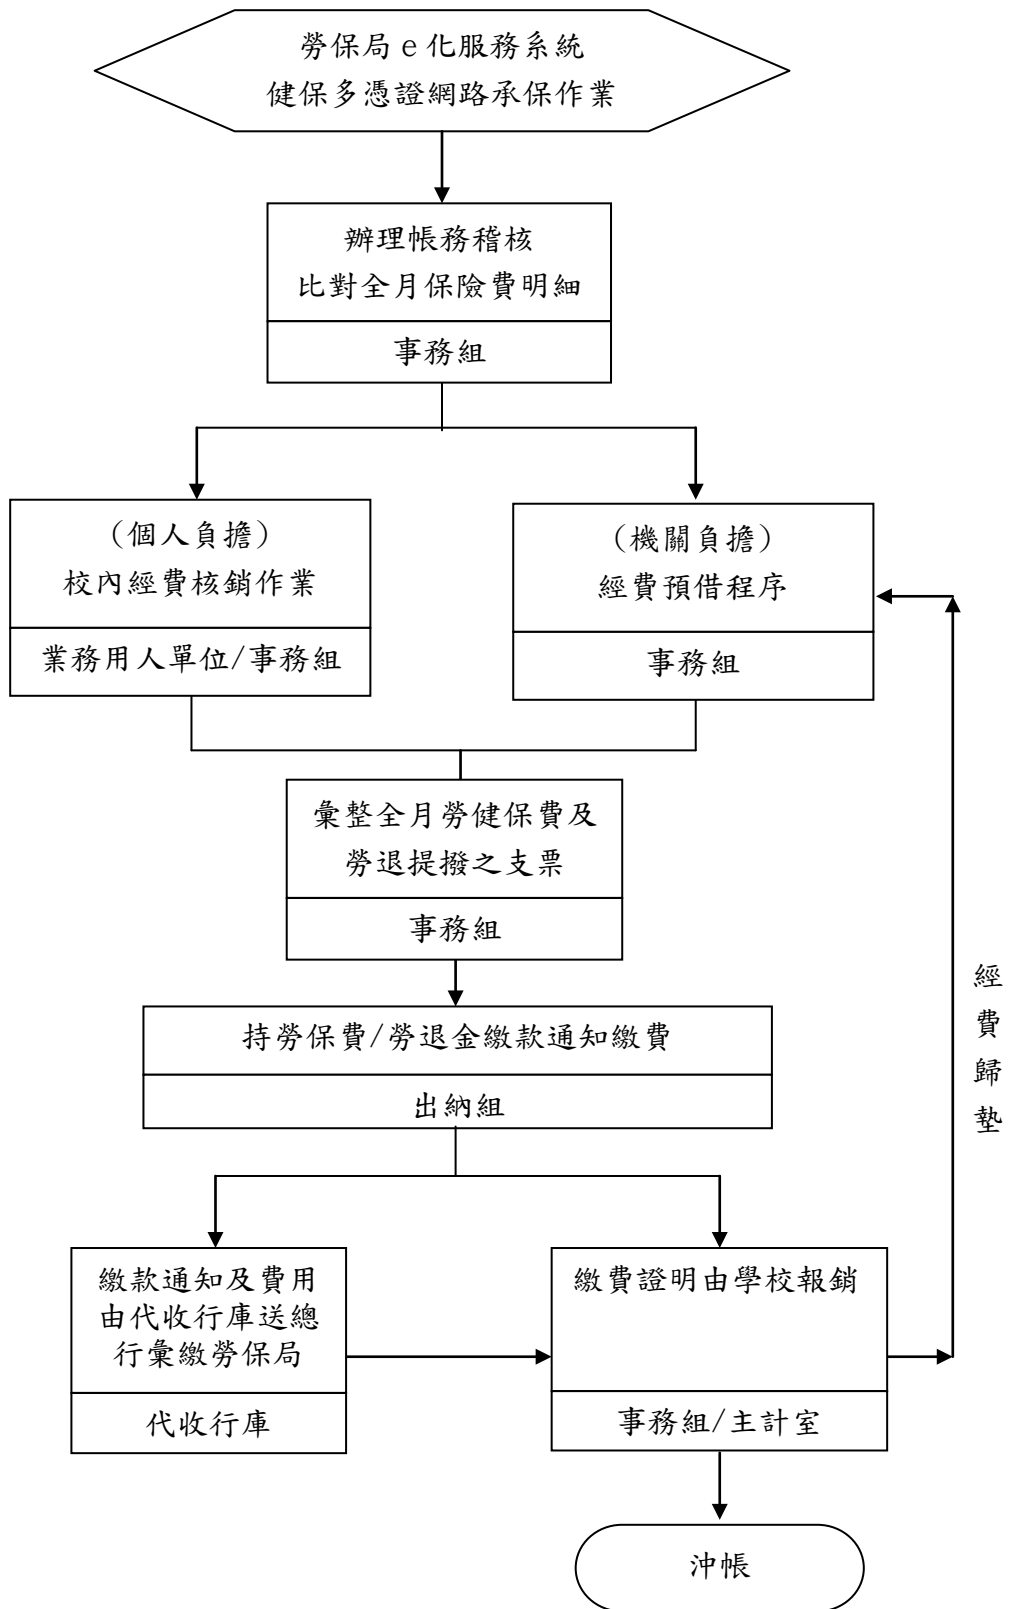 勞保局 e 化服務系統
健保多憑證網路承保作業
辦理帳務稽核
比對全月保險費明細
事務組
(個人負擔)
校內經費核銷作業
業務用人單位/事務組
(機關負擔)
經費預借程序
事務組
彙整全月勞健保費及
勞退提撥之支票
事務組
持勞保費/勞退金繳款通知繳費
出納組
經
費
歸
墊
繳款通知及費用
由代收行庫送總
行彙繳勞保局
代收行庫
繳費證明由學校報銷
事務組/主計室
沖帳